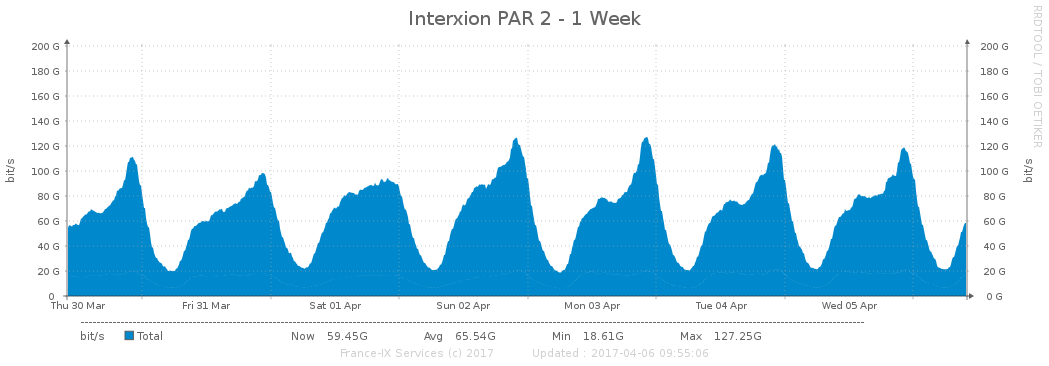 Interxion PAR 2 - 1 Week
RRDTOOL / TOBI OETIKER
bit/s
200 G
180 G
160 G
140 G
120 G
100 G
80 G
60 G
40 G
20 G
0
200 G
180 G
160 G
140 G
120 G
100 G
80 G
60 G
40 G
20 G
0 G
bit/s
Thu 30 Mar Fri 31 Mar Sat 01 Apr Sun 02 Apr Mon 03 Apr Tue 04 Apr Wed 05 Apr
bit/s Total Now 59.45G Avg 65.54G Min 18.61G Max 127.25G
France-IX Services (c) 2017 Updated : 2017-04-06 09:55:06